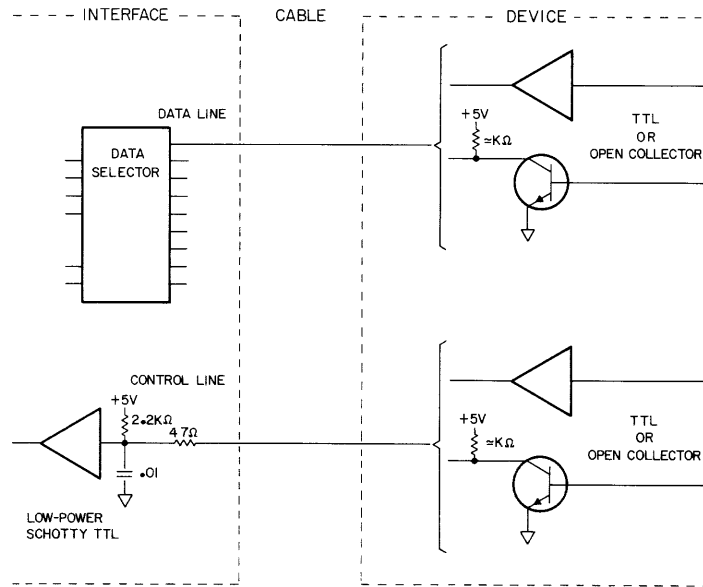 INTERFACE
CABLE
DEVICE
DATA LINE
DATA
SELECTOR
+5V
≃KΩ
TTL
OR
OPEN COLLECTOR
CONTROL LINE
+5V
2.2KΩ
47Ω
.01
LOW-POWER
SCHOTTY TTL
+5V
≃KΩ
TTL
OR
OPEN COLLECTOR